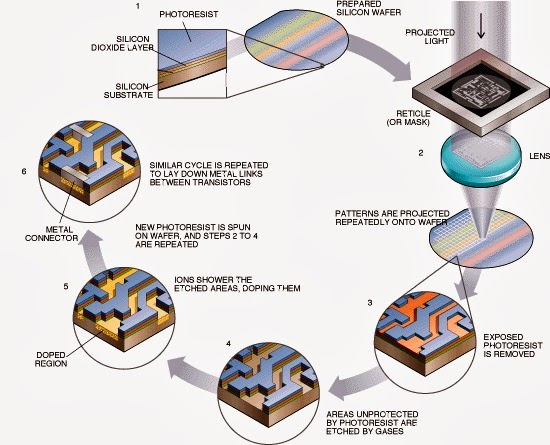 1
PHOTORESIST
SILICON
DIOXIDE LAYER
SILICON
SUBSTRATE
PREPARED
SILICON WAFER
PROJECTED
LIGHT
RETICLE
(OR MASK)
2
LENS
PATTERNS ARE PROJECTED
REPEATEDLY ONTO WAFER
3
EXPOSED
PHOTORESIST
IS REMOVED
4
AREAS UNPROTECTED
BY PHOTORESIST ARE
ETCHED BY GASES
5
IONS SHOWER THE
ETCHED AREAS, DOPING THEM
DOPED
REGION
NEW PHOTORESIST IS SPUN
ON WAFER, AND STEPS 2 TO 4
ARE REPEATED
6
SIMILAR CYCLE IS REPEATED
TO LAY DOWN METAL LINKS
BETWEEN TRANSISTORS
METAL
CONNECTOR